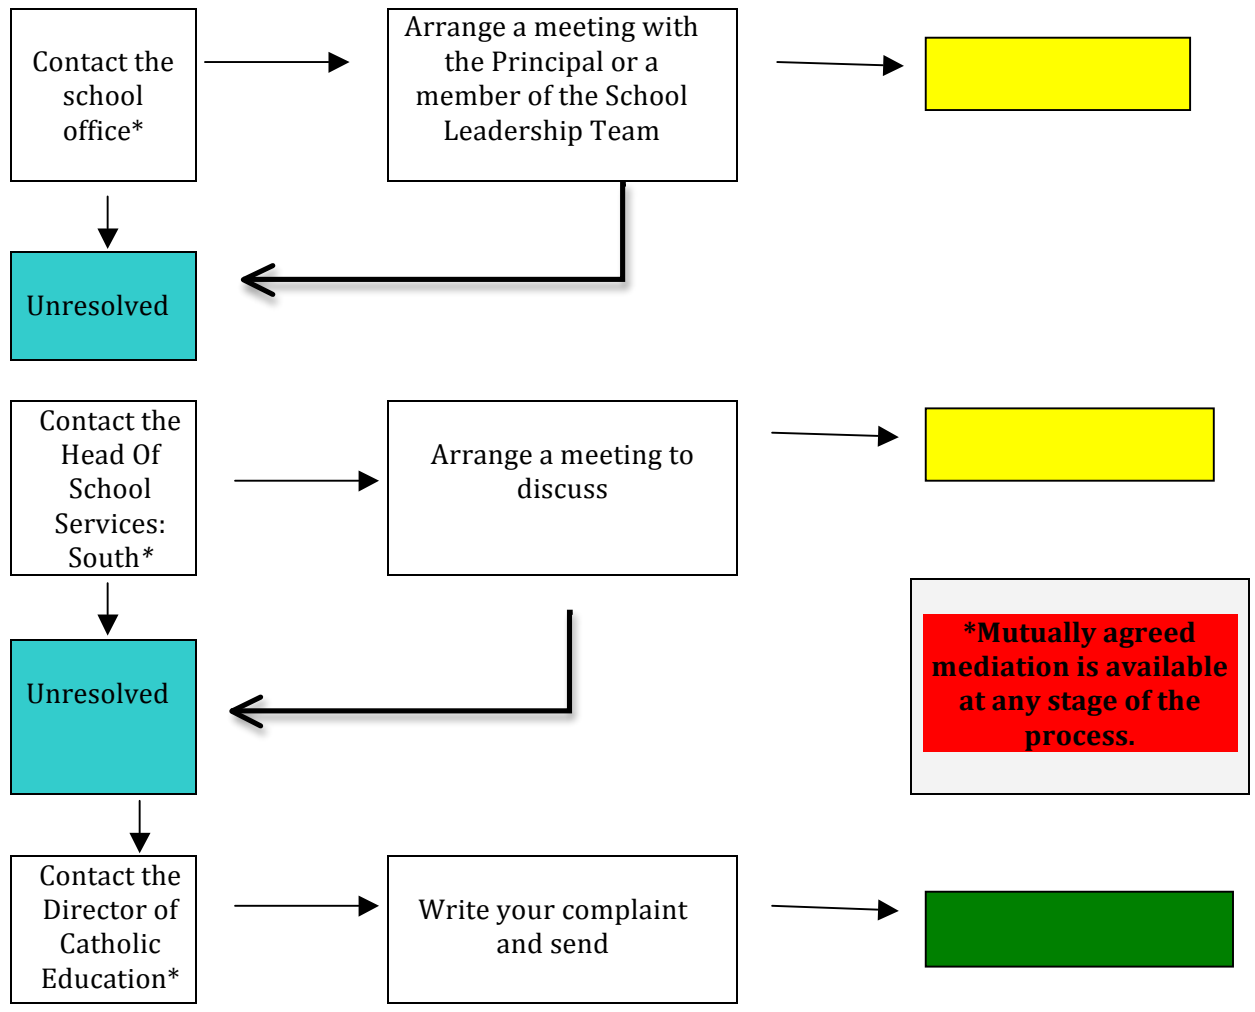 Contact the
school
office*
Arrange a meeting with
the Principal or a
member of the School
Leadership Team
Unresolved
Contact the
Head Of
School
Services:
South*
Arrange a meeting to
discuss
Unresolved
*Mutually agreed
mediation is available
at any stage of the
process.
Contact the
Director of
Catholic
Education*
Write your complaint
and send